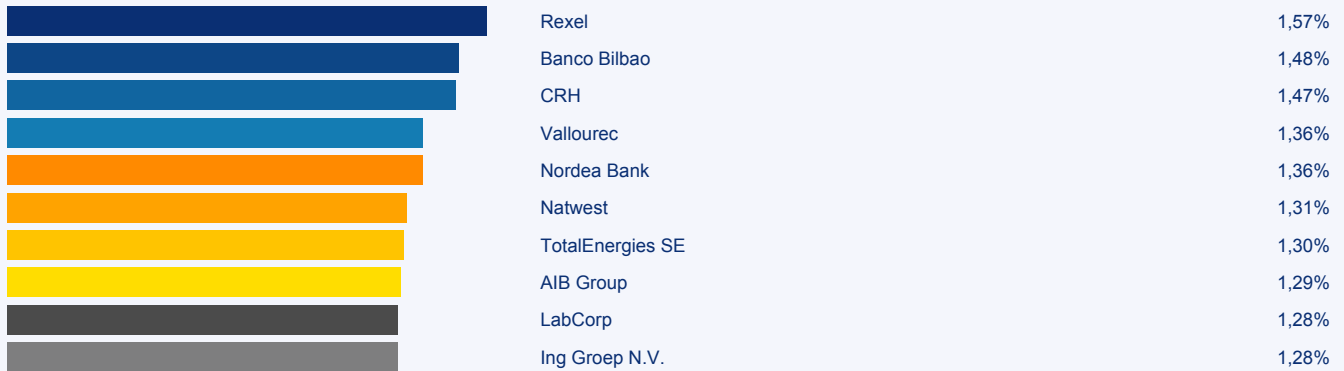 Rexel 1,57%
Banco Bilbao 1,48%
CRH 1,47%
Vallourec 1,36%
Nordea Bank 1,36%
Natwest 1,31%
TotalEnergies SE 1,30%
AIB Group 1,29%
LabCorp 1,28%
Ing Groep N.V. 1,28%